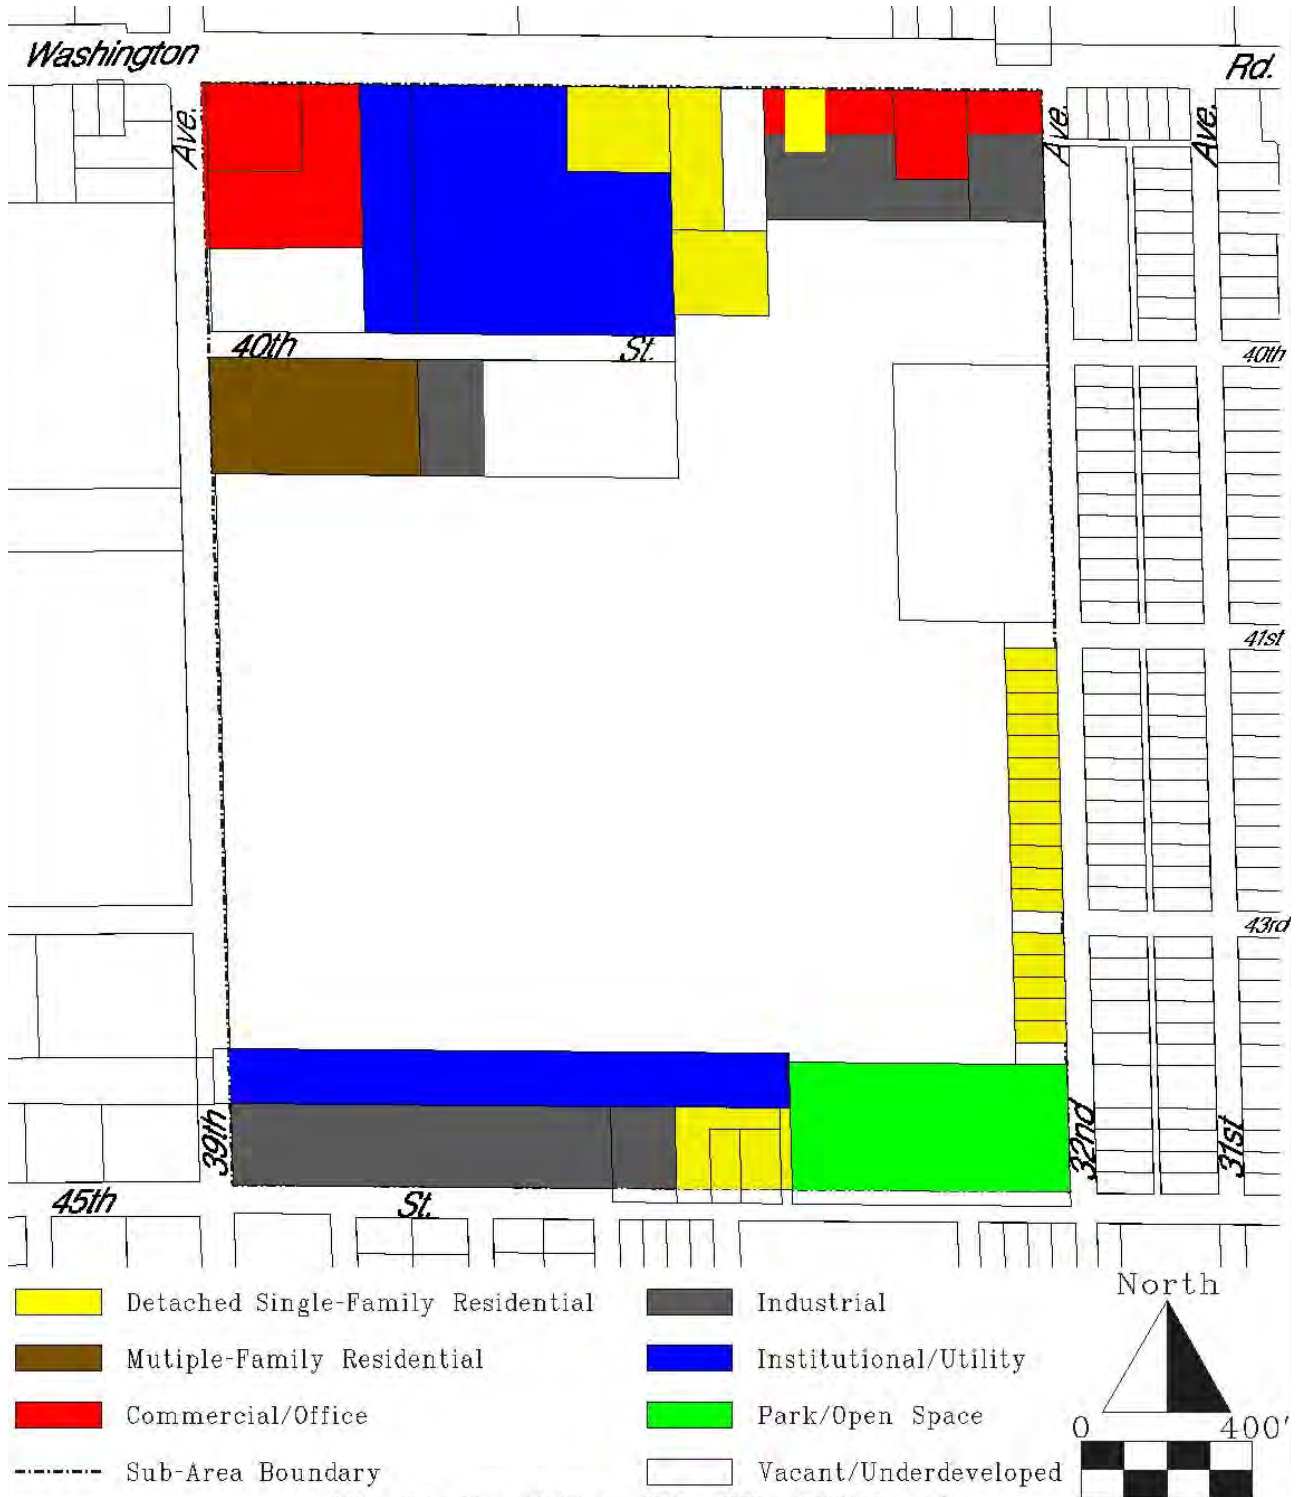 Washington Rd.
Ave. Ave. Ave.
40th St. 40th
41st
43rd
39th 32nd 31st
45th St.
North
Detached Single-Family Residential Industrial
Mutiple-Family Residential Institutional/Utility
Commercial/Office Park/Open Space
0 400'
Sub-Area Boundary Vacant/Underdeveloped